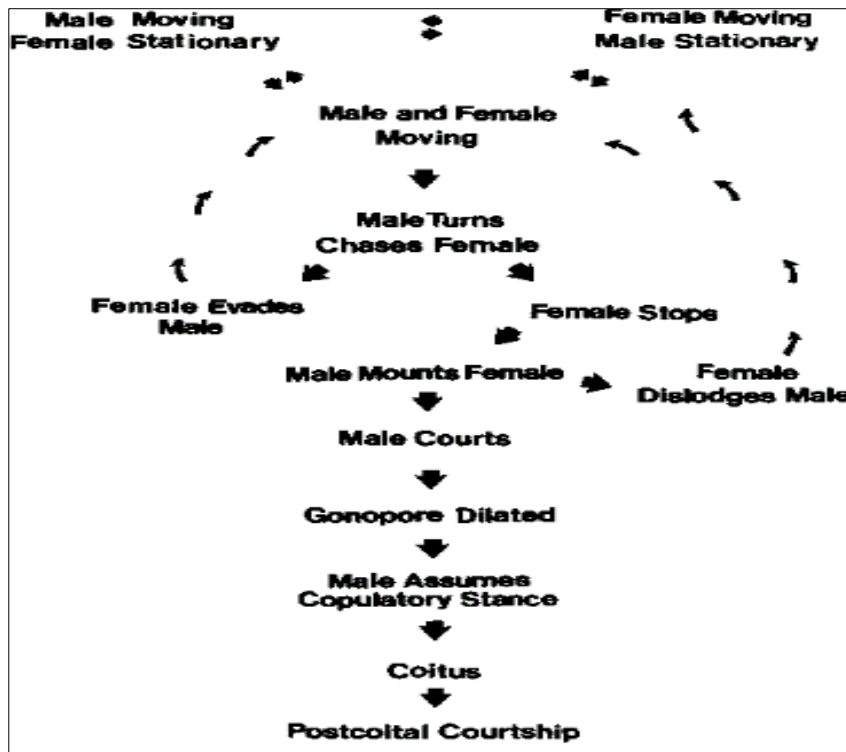 Male Moving
Female Stationary
Female Moving
Male Stationary
Male and Female
Moving
Male Turns
Chases Female
Female Evades
Male
Female Stops
Male Mounts Female
Female
Dislodges Male
Male Courts
Gonopore Dilated
Male Assumes
Copulatory Stance
Coitus
Postcoital Courtship